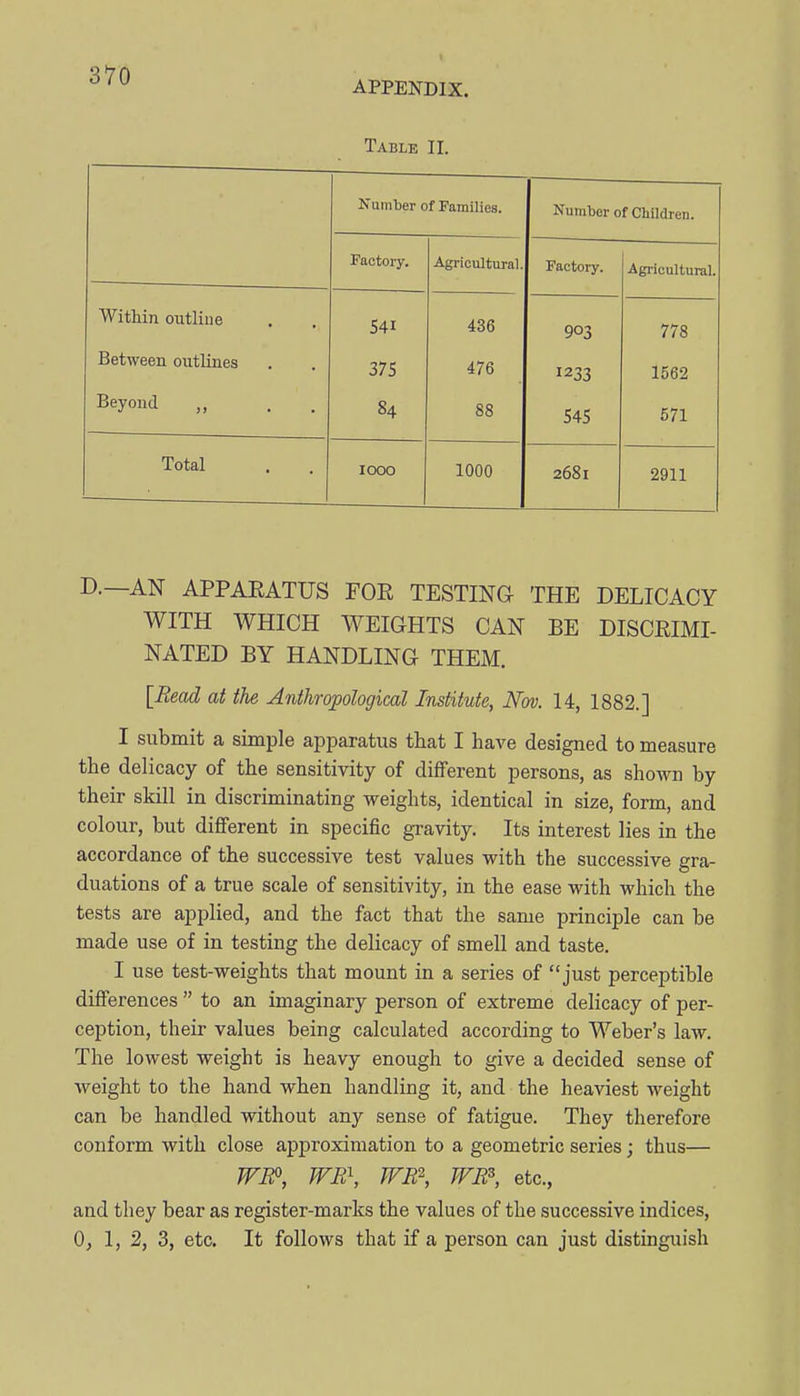 370
APPENDIX.
TABLE II.
Number of Families. Number of Children.
Factory. Agricultural. Factory. Agricultural.
Within outline . . 541 436 903 778
Between outlines . . 375 476 1233 1562
Beyond ,, . . 84 88 545 571
Total . . 1000 1000 2681 2911
D.—AN APPARATUS FOR TESTING THE DELICACY
WITH WHICH WEIGHTS CAN BE DISCRIMI-
NATED BY HANDLING THEM.
[Read at the Anthropological Institute, Nov. 14, 1882.]
I submit a simple apparatus that I have designed to measure
the delicacy of the sensitivity of different persons, as shown by
their skill in discriminating weights, identical in size, form, and
colour, but different in specific gravity. Its interest lies in the
accordance of the successive test values with the successive gra-
duations of a true scale of sensitivity, in the ease with which the
tests are applied, and the fact that the same principle can be
made use of in testing the delicacy of smell and taste.
I use test-weights that mount in a series of “just perceptible
differences” to an imaginary person of extreme delicacy of per-
ception, their values being calculated according to Weber’s law.
The lowest weight is heavy enough to give a decided sense of
weight to the hand when handling it, and the heaviest weight
can be handled without any sense of fatigue. They therefore
conform with close approximation to a geometric series; thus—
WR⁰, WR¹, WR², WR³, etc.,
and they bear as register-marks the values of the successive indices,
0, 1, 2, 3, etc. It follows that if a person can just distinguish